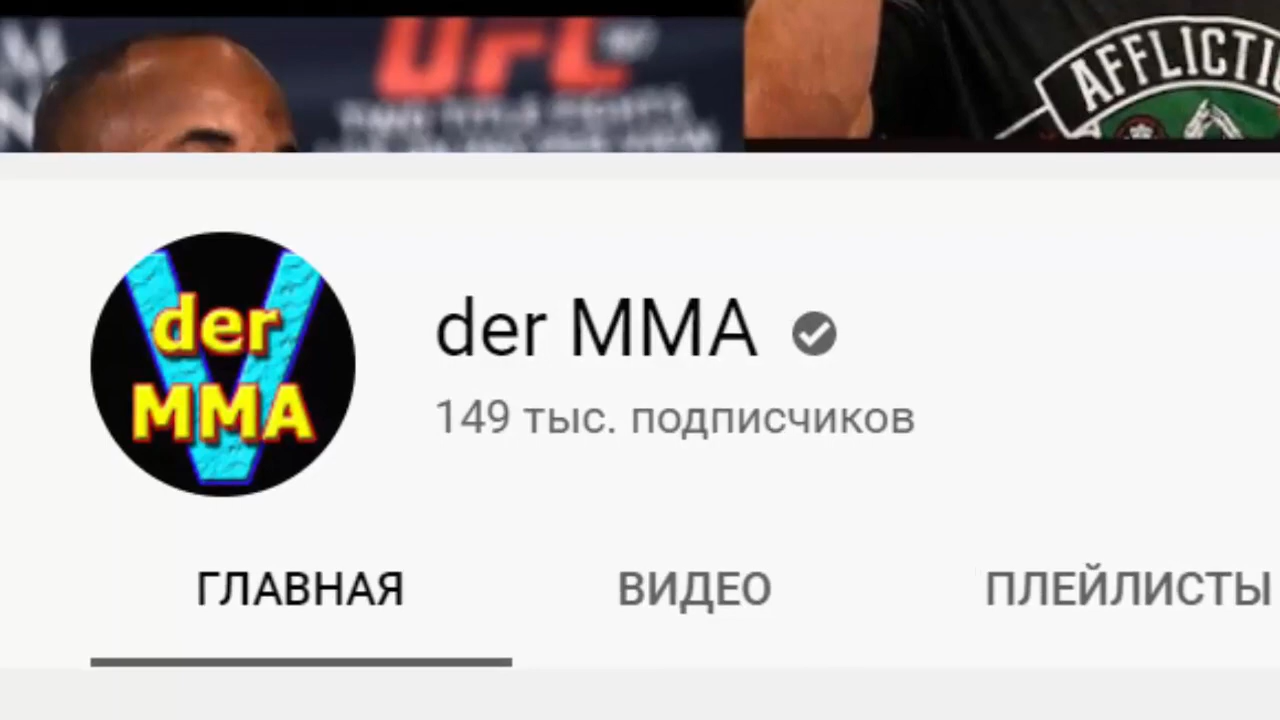 UFC
AFFLICTI
der
MMA
der MMA
149 тыс. подписчиков
ГЛАВНАЯ ВИДЕО ПЛЕЙЛИСТЫ